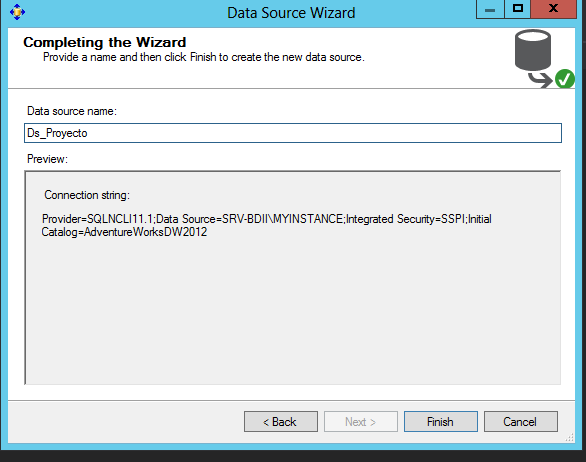 Data Source Wizard
Completing the Wizard
Provide a name and then click Finish to create the new data source.
Data source name:
Ds_Proyecto
Preview:
Connection string:
Provider=SQLNCLI11.1;Data Source=SRV-BDII\MYINSTANCE;Integrated Security=SSPI;Initial
Catalog=AdventureWorksDW2012
< Back
Next >
Finish
Cancel